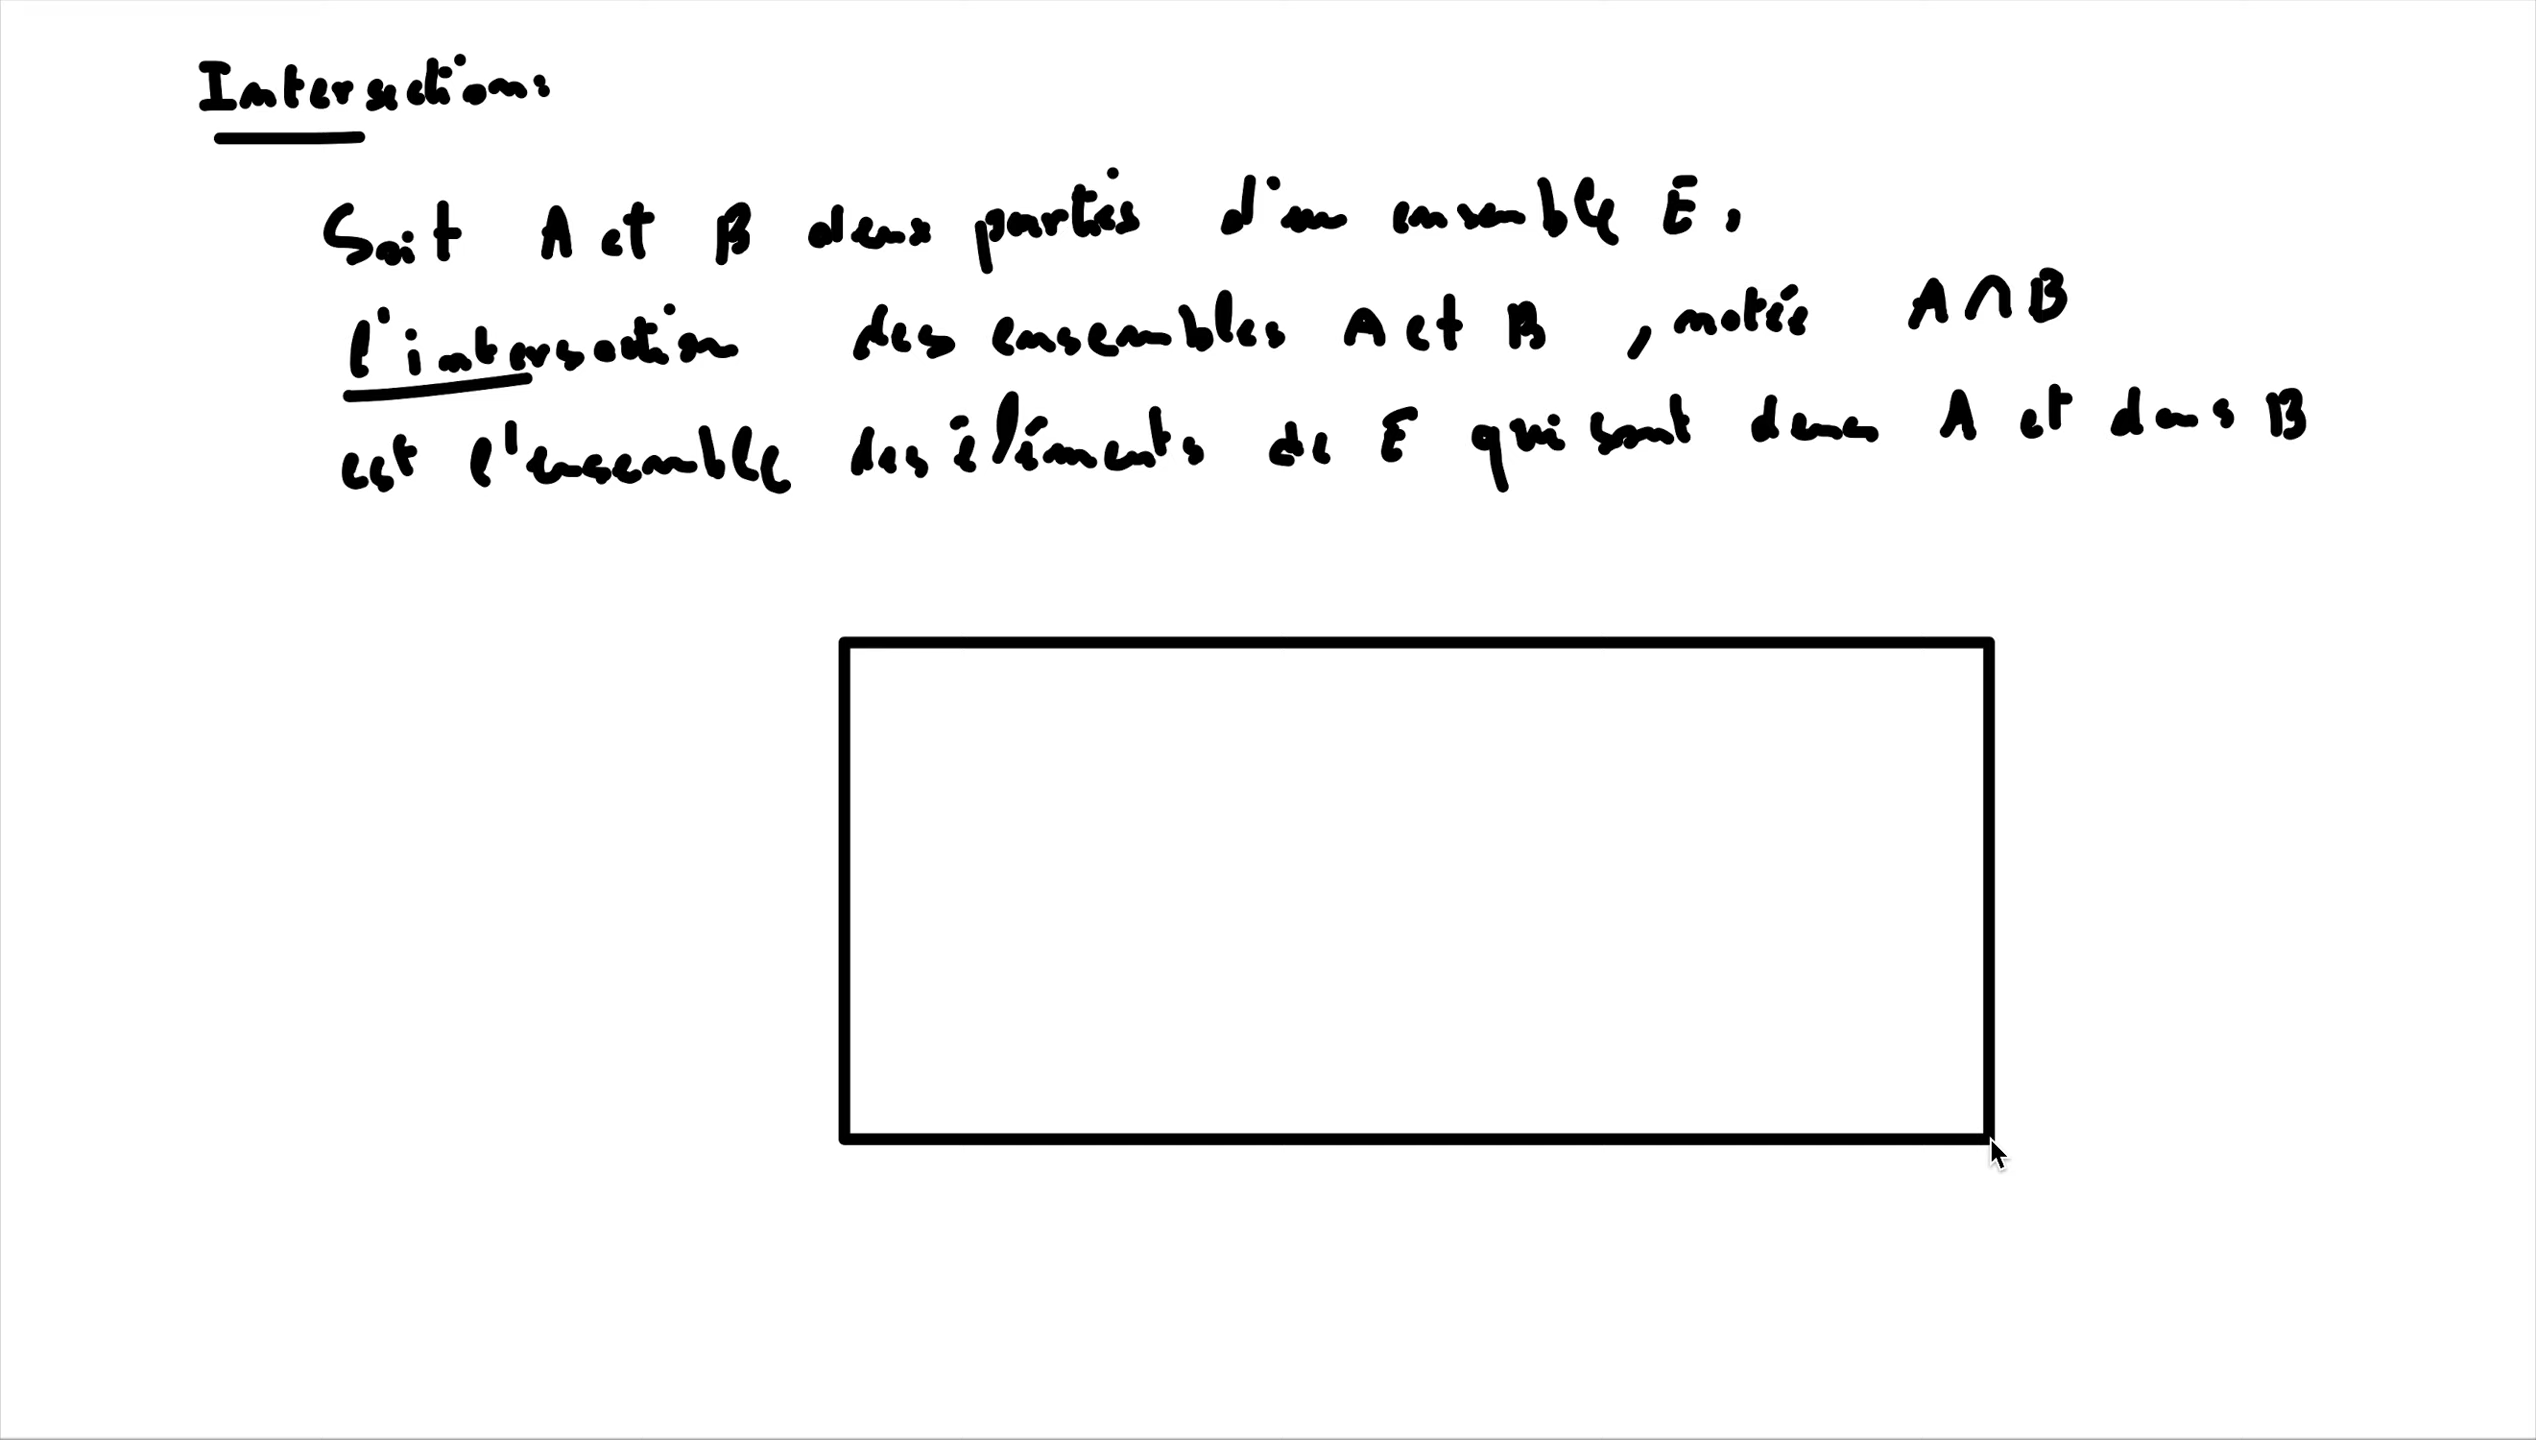 Intersection:
Soit A et B deux parties d'un ensemble E,
l'intersection des ensembles A et B, notée A∩B
est l'ensemble des éléments de E qui sont dans A et dans B